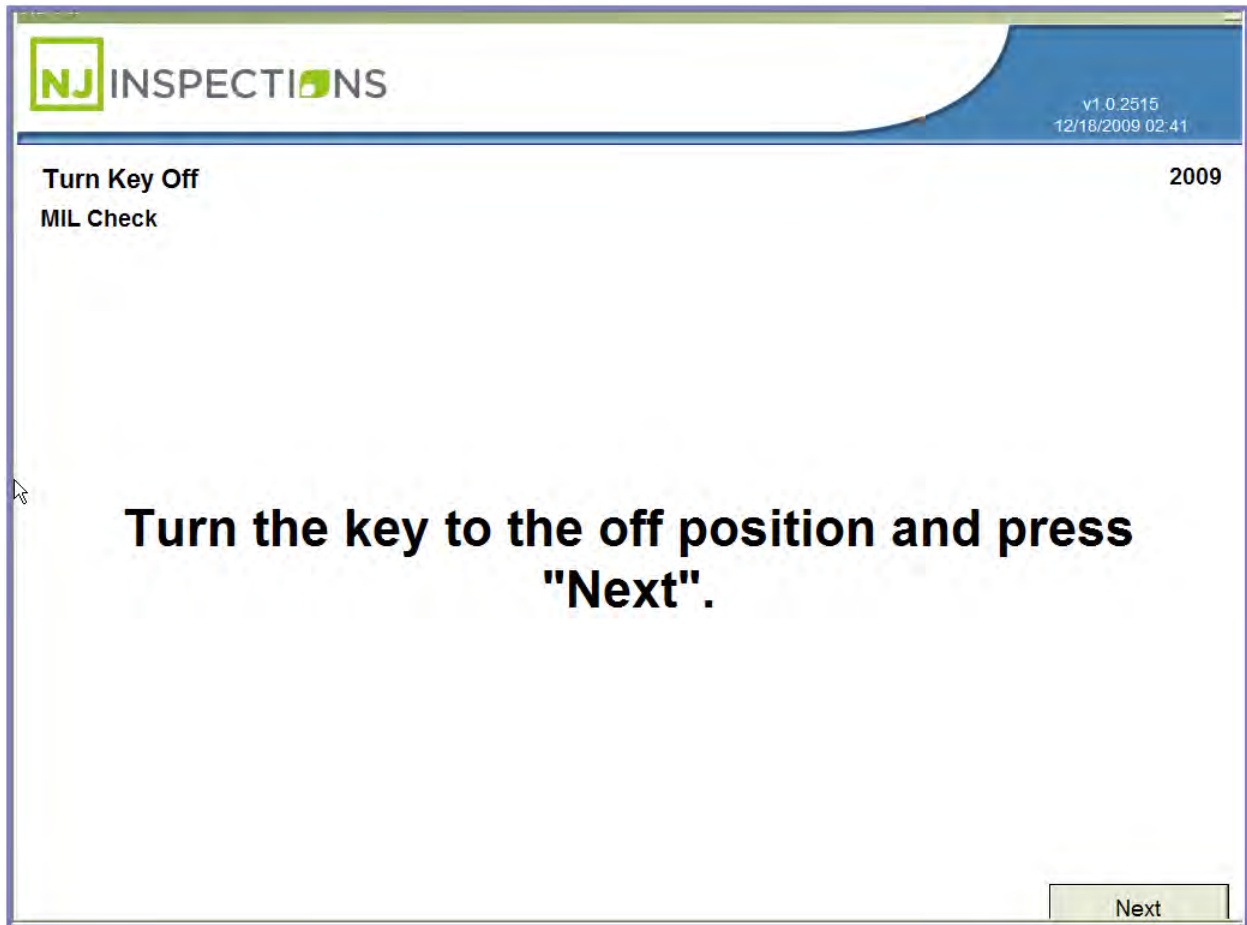 NJ INSPECTIONS
v1.0.2515
12/18/2009 02:41
Turn Key Off
2009
MIL Check
Turn the key to the off position and press
"Next".
Next